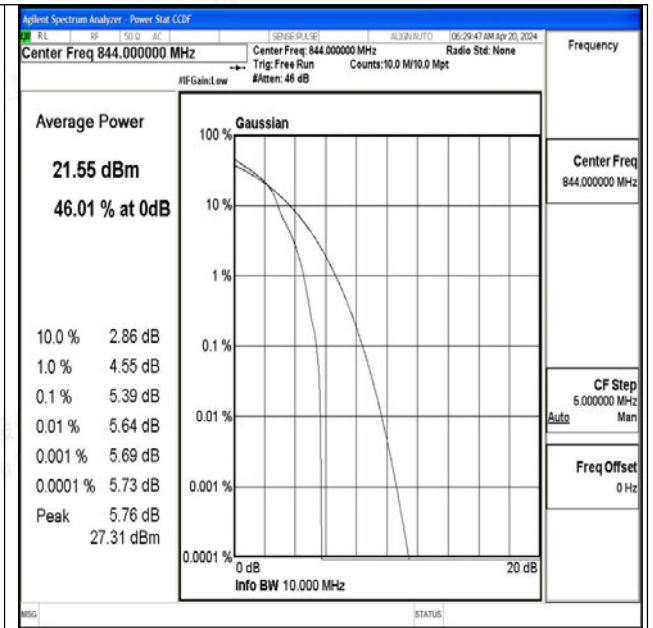 Agilent Spectrum Analyzer - Power Stat CCDF
RL RF 50 Ω AC SENSE:PULSE ALIGN AUTO 06:29:47 AM Apr 20, 2024
Center Freq 844.000000 MHz
Center Freq: 844.000000 MHz Radio Std: None
Trig: Free Run Counts:10.0 M/10.0 Mpt
#IFGain:Low #Atten: 46 dB
Frequency
Average Power
21.55 dBm
46.01 % at 0dB
10.0 % 2.86 dB
1.0 % 4.55 dB
0.1 % 5.39 dB
0.01 % 5.64 dB
0.001 % 5.69 dB
0.0001 % 5.73 dB
Peak 5.76 dB
27.31 dBm
Gaussian
100 %
10 %
1 %
0.1 %
0.01 %
0.001 %
0.0001 %
0 dB 20 dB
Info BW 10.000 MHz
Center Freq
844.000000 MHz
CF Step
5.000000 MHz
Auto Man
Freq Offset
0 Hz
MSG STATUS